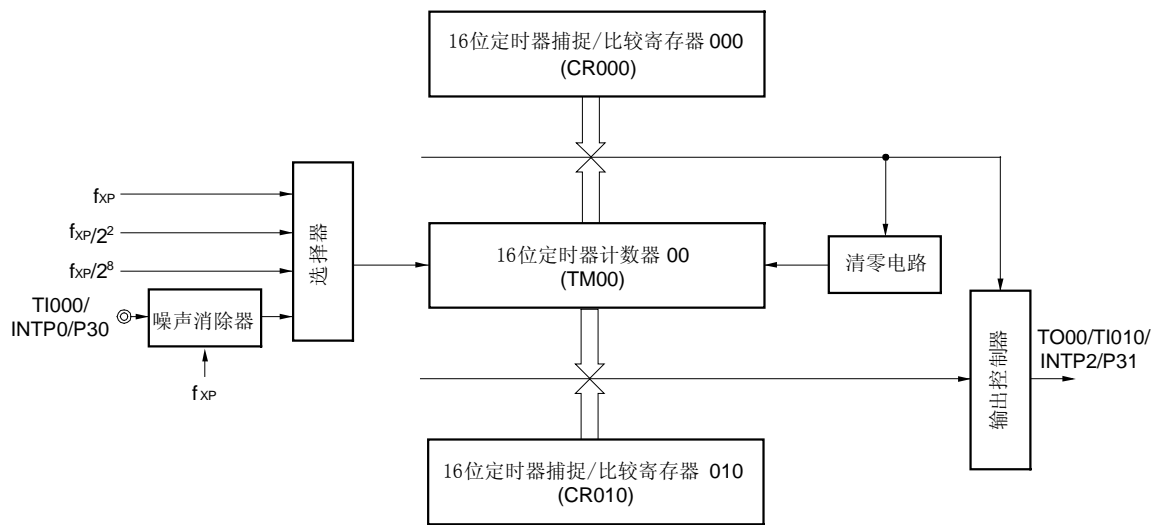 16位定时器捕捉/比较寄存器 000
(CR000)
fXP
fXP/2²
fXP/2⁸
TI000/
INTP0/P30
噪声消除器
fXP
选择器
16位定时器计数器 00
(TM00)
清零电路
输出控制器
TO00/TI010/
INTP2/P31
16位定时器捕捉/比较寄存器 010
(CR010)